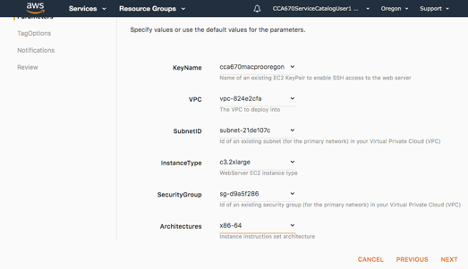 aws
Services
Resource Groups
CCA670ServiceCatalogUser1 ...
Oregon
Support
Parameters
TagOptions
Notifications
Review
Specify values or use the default values for the parameters.
KeyName
cca670macprooregon
Name of an existing EC2 KeyPair to enable SSH access to the web server
VPC
vpc-824e2cfa
The VPC to deploy into
SubnetID
subnet-21de107c
Id of an existing subnet (for the primary network) in your Virtual Private Cloud (VPC)
InstanceType
c3.2xlarge
WebServer EC2 instance type
SecurityGroup
sg-d9a5f286
Id of an existing security group (for the primary network) in your Virtual Private Cloud (VPC)
Architectures
x86-64
Instance instruction set architecture
CANCEL
PREVIOUS
NEXT